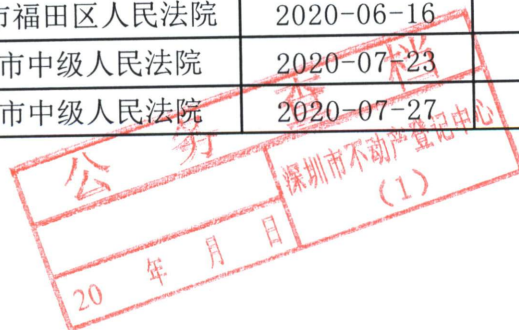 市福田区人民法院 2020-06-16
市中级人民法院 2020-07-23
市中级人民法院 2020-07-27
公务查档
深圳市不动产登记中心
(1)
20 年 月 日